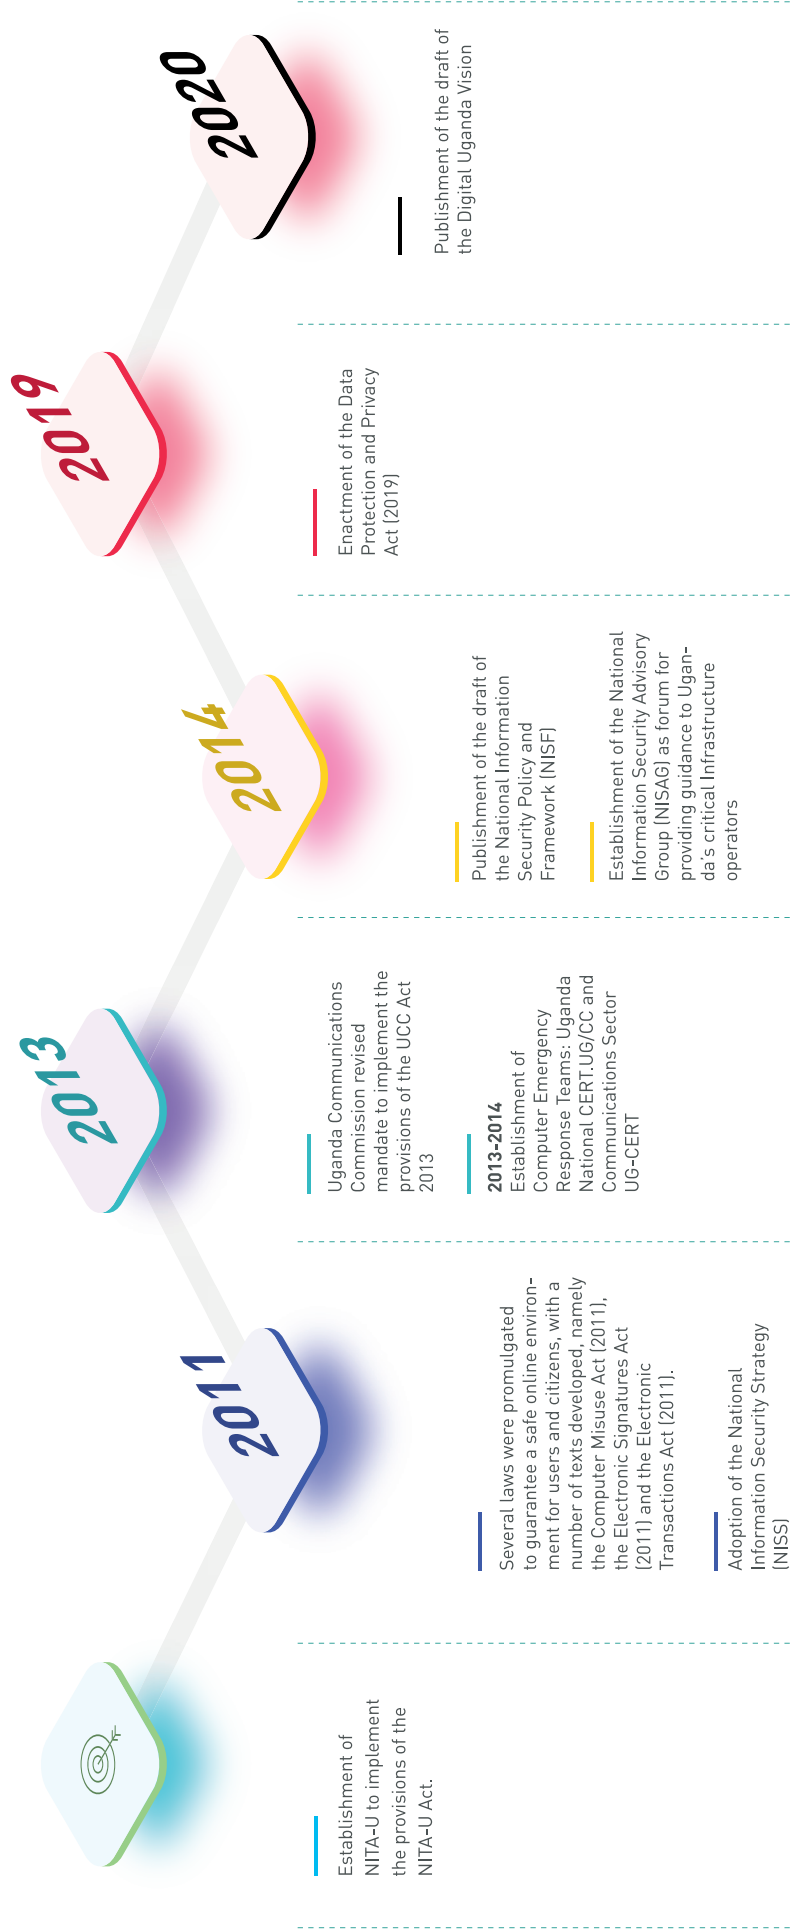 Establishment of
NITA-U to implement
the provisions of the
NITA-U Act.
2011
Several laws were promulgated
to guarantee a safe online environ-
ment for users and citizens, with a
number of texts developed, namely
the Computer Misuse Act (2011),
the Electronic Signatures Act
(2011) and the Electronic
Transactions Act (2011).
Adoption of the National
Information Security Strategy
(NISS)
2013
Uganda Communications
Commission revised
mandate to implement the
provisions of the UCC Act
2013
2013-2014
Establishment of
Computer Emergency
Response Teams: Uganda
National CERT.UG/CC and
Communications Sector
UG-CERT
2014
Publishment of the draft of
the National Information
Security Policy and
Framework (NISF)
Establishment of the National
Information Security Advisory
Group (NISAG) as forum for
providing guidance to Ugan-
da's critical Infrastructure
operators
2019
Enactment of the Data
Protection and Privacy
Act (2019)
2020
Publishment of the draft of
the Digital Uganda Vision